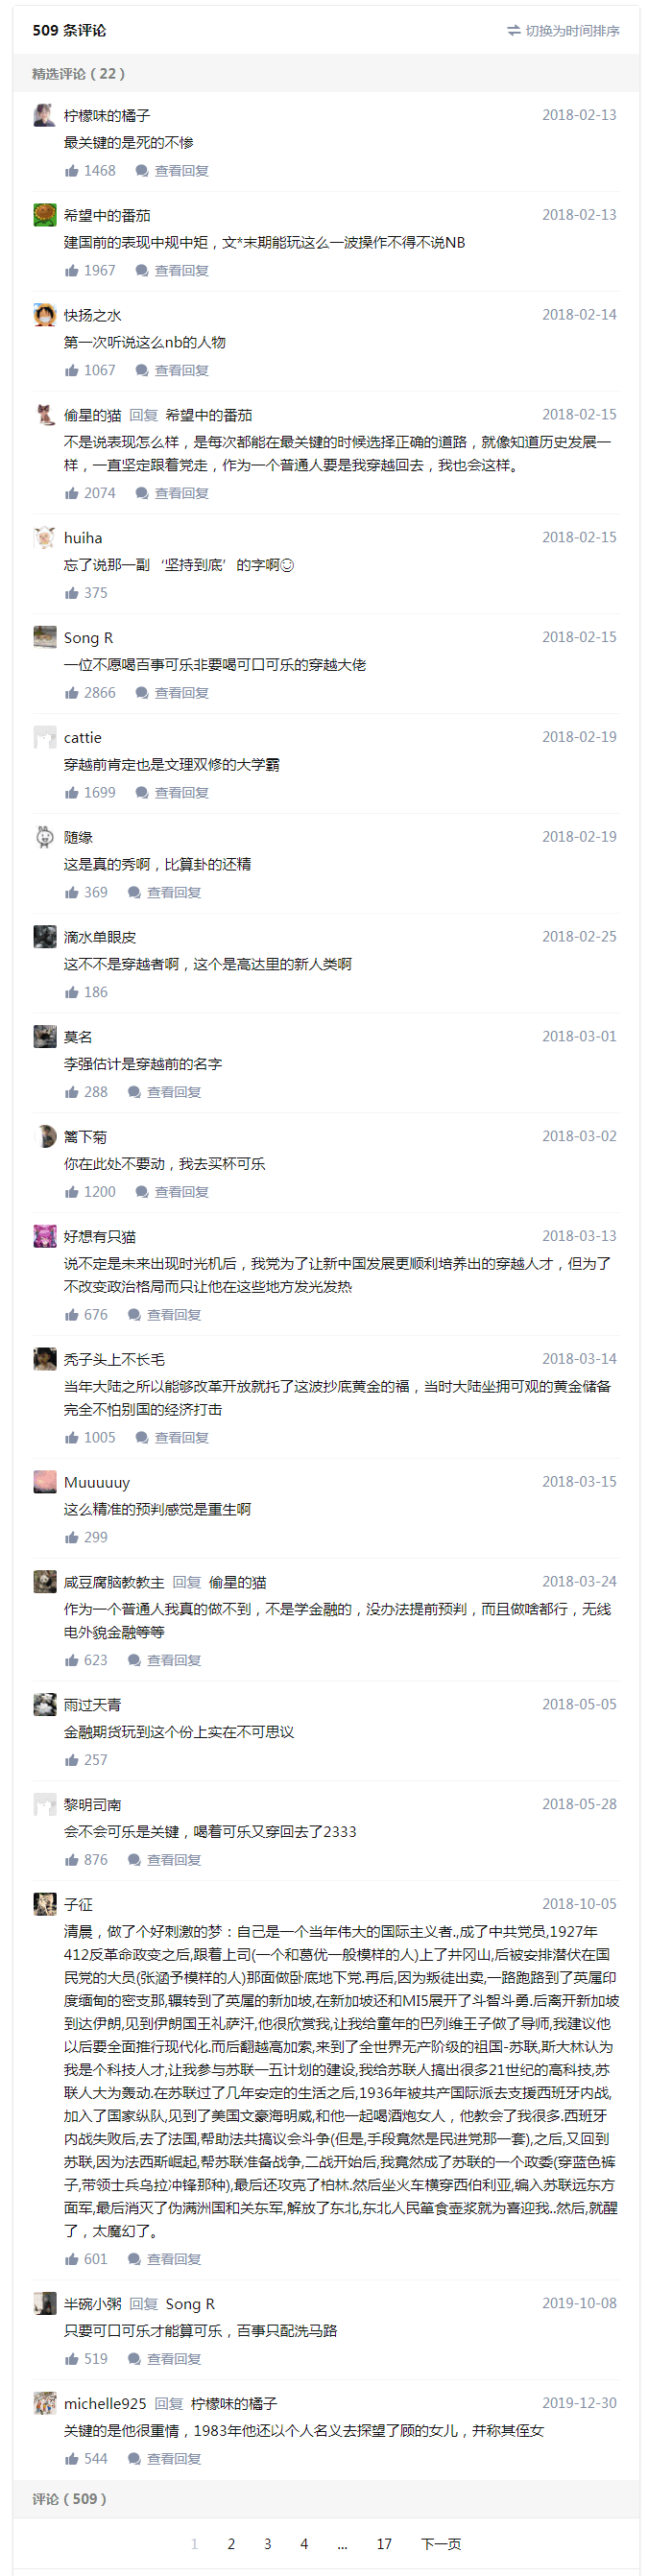 509 条评论
切换为时间排序
精选评论（22）
柠檬味的橘子
2018-02-13
最关键的是死的不惨
1468 查看回复
希望中的番茄
2018-02-13
建国前的表现中规中矩，文*末期能玩这么一波操作不得不说NB
1967 查看回复
快扬之水
2018-02-14
第一次听说这么nb的人物
1067 查看回复
偷星的猫 回复 希望中的番茄
2018-02-15
不是说表现怎么样，是每次都能在最关键的时候选择正确的道路，就像知道历史发展一
样，一直坚定跟着党走，作为一个普通人要是我穿越回去，我也会这样。
2074 查看回复
huiha
2018-02-15
忘了说那一副‘坚持到底’的字啊
375
Song R
2018-02-15
一位不愿喝百事可乐非要喝可口可乐的穿越大佬
2866 查看回复
cattie
2018-02-19
穿越前肯定也是文理双修的大学霸
1699 查看回复
随缘
2018-02-19
这是真的秀啊，比算卦的还精
369 查看回复
滴水单眼皮
2018-02-25
这不不是穿越者啊，这个是高达里的新人类啊
186
莫名
2018-03-01
李强估计是穿越前的名字
288 查看回复
篱下菊
2018-03-02
你在此处不要动，我去买杯可乐
1200 查看回复
好想有只猫
2018-03-13
说不定是未来出现时光机后，我党为了让新中国发展更顺利培养出的穿越人才，但为了
不改变政治格局而只让他在这些地方发光发热
676 查看回复
秃子头上不长毛
2018-03-14
当年大陆之所以能够改革开放就托了这波抄底黄金的福，当时大陆坐拥可观的黄金储备
完全不怕别国的经济打击
1005 查看回复
Muuuuuy
2018-03-15
这么精准的预判感觉是重生啊
299
咸豆腐脑教教主 回复 偷星的猫
2018-03-24
作为一个普通人我真的做不到，不是学金融的，没办法提前预判，而且做啥都行，无线
电外貌金融等等
623 查看回复
雨过天青
2018-05-05
金融期货玩到这个份上实在不可思议
257
黎明司南
2018-05-28
会不会可乐是关键，喝着可乐又穿回去了2333
876 查看回复
子征
2018-10-05
清晨，做了个好刺激的梦：自己是一个当年伟大的国际主义者.,成了中共党员,1927年
412反革命政变之后,跟着上司(一个和葛优一般模样的人)上了井冈山,后被安排潜伏在国
民党的大员(张涵予模样的人)那面做卧底地下党.再后,因为叛徒出卖,一路跑路到了英属印
度缅甸的密支那,辗转到了英属的新加坡,在新加坡还和MI5展开了斗智斗勇.后离开新加坡
到达伊朗,见到伊朗国王礼萨汗,他很欣赏我,让我给童年的巴列维王子做了导师,我建议他
以后要全面推行现代化.而后翻越高加索,来到了全世界无产阶级的祖国-苏联,斯大林认为
我是个科技人才,让我参与苏联一五计划的建设,我给苏联人搞出很多21世纪的高科技,苏
联人大为轰动.在苏联过了几年安定的生活之后,1936年被共产国际派去支援西班牙内战,
加入了国家纵队,见到了美国文豪海明威,和他一起喝酒炮女人，他教会了我很多.西班牙
内战失败后,去了法国,帮助法共搞议会斗争(但是,手段竟然是民进党那一套),之后,又回到
苏联,因为法西斯崛起,帮苏联准备战争,二战开始后,我竟然成了苏联的一个政委(穿蓝色裤
子,带领士兵乌拉冲锋那种),最后还攻克了柏林.然后坐火车横穿西伯利亚,编入苏联远东方
面军,最后消灭了伪满洲国和关东军,解放了东北,东北人民箪食壶浆就为喜迎我..然后,就醒
了，太魔幻了。
601 查看回复
半碗小粥 回复 Song R
2019-10-08
只要可口可乐才能算可乐，百事只配洗马路
519 查看回复
michelle925 回复 柠檬味的橘子
2019-12-30
关键的是他很重情，1983年他还以个人名义去探望了顾的女儿，并称其侄女
544 查看回复
评论（509）
1 2 3 4 ... 17 下一页